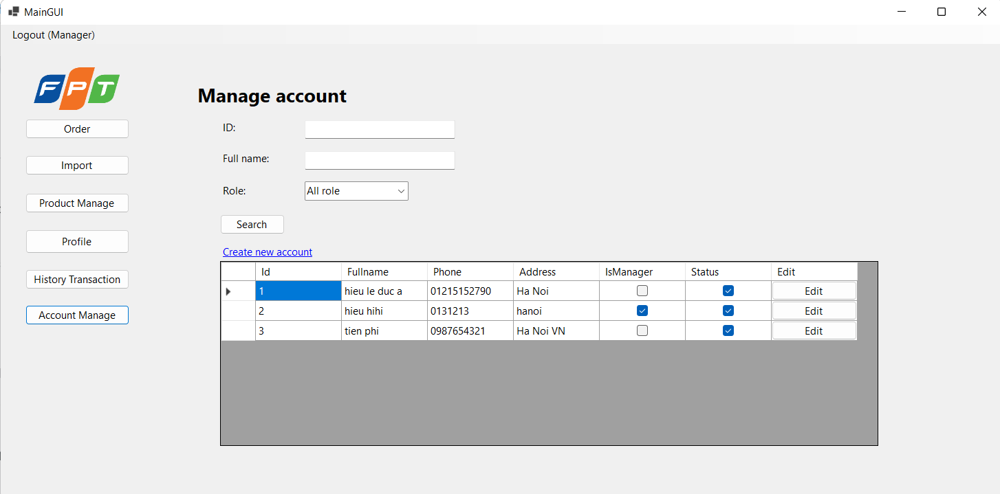 MainGUI
Logout (Manager)
FPT
Order
Import
Product Manage
Profile
History Transaction
Account Manage
Manage account
ID:
Full name:
Role: All role
Search
Create new account
Id Fullname Phone Address IsManager Status Edit
1 hieu le duc a 01215152790 Ha Noi Edit
2 hieu hihi 0131213 hanoi Edit
3 tien phi 0987654321 Ha Noi VN Edit